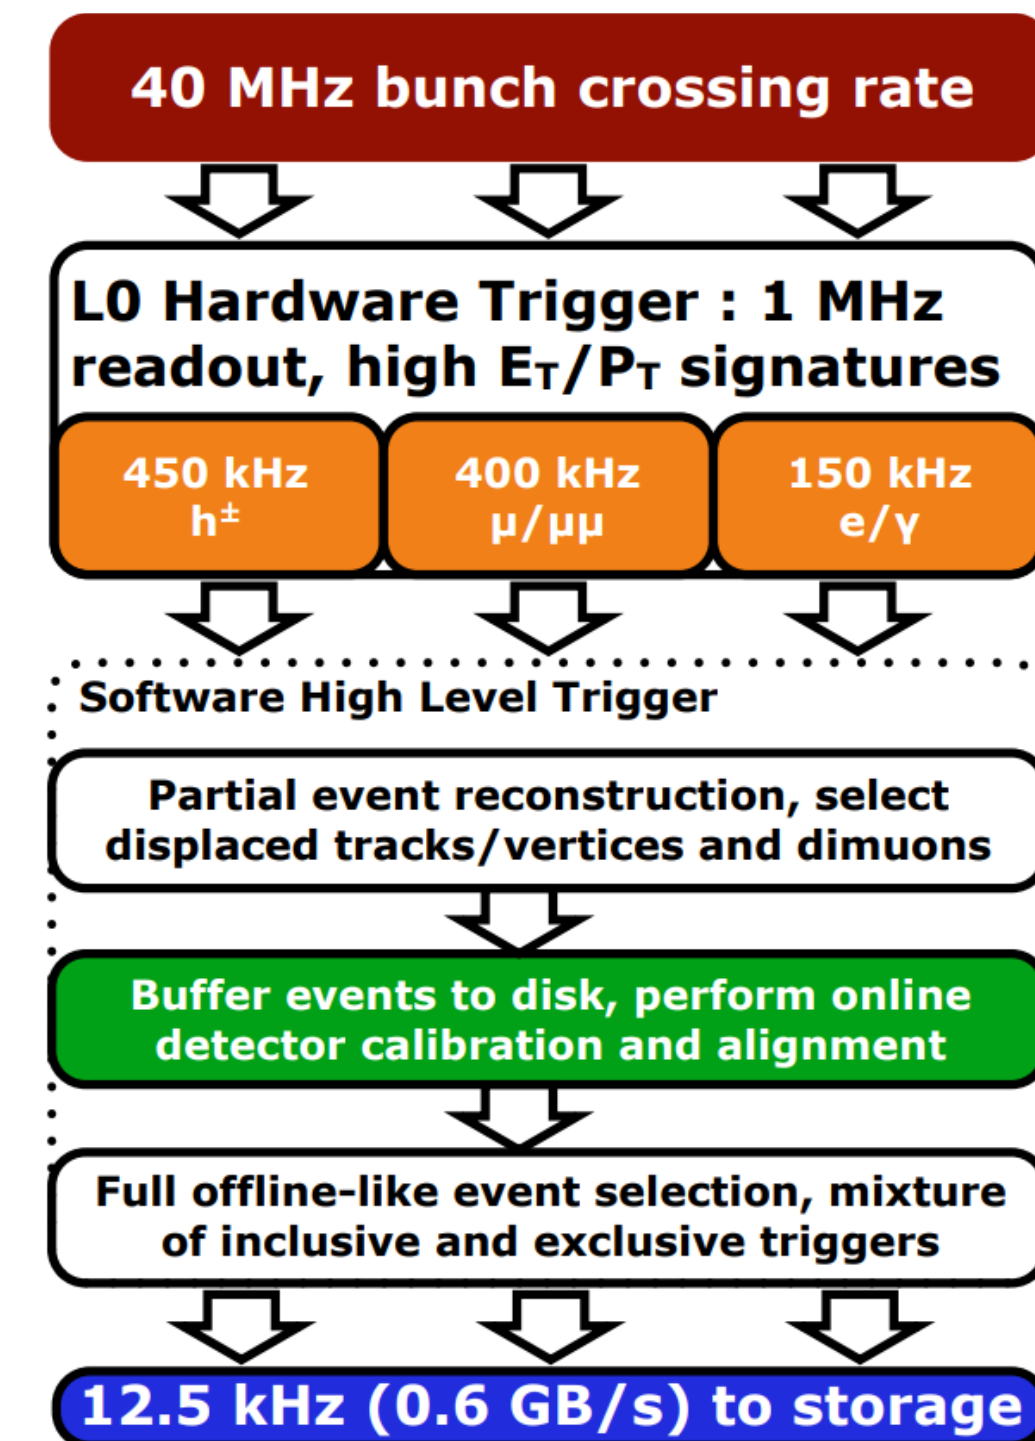 40 MHz bunch crossing rate
L0 Hardware Trigger : 1 MHz
readout, high Eᴛ/Pᴛ signatures
450 kHz
h±
400 kHz
μ/μμ
150 kHz
e/γ
Software High Level Trigger
Partial event reconstruction, select
displaced tracks/vertices and dimuons
Buffer events to disk, perform online
detector calibration and alignment
Full offline-like event selection, mixture
of inclusive and exclusive triggers
12.5 kHz (0.6 GB/s) to storage